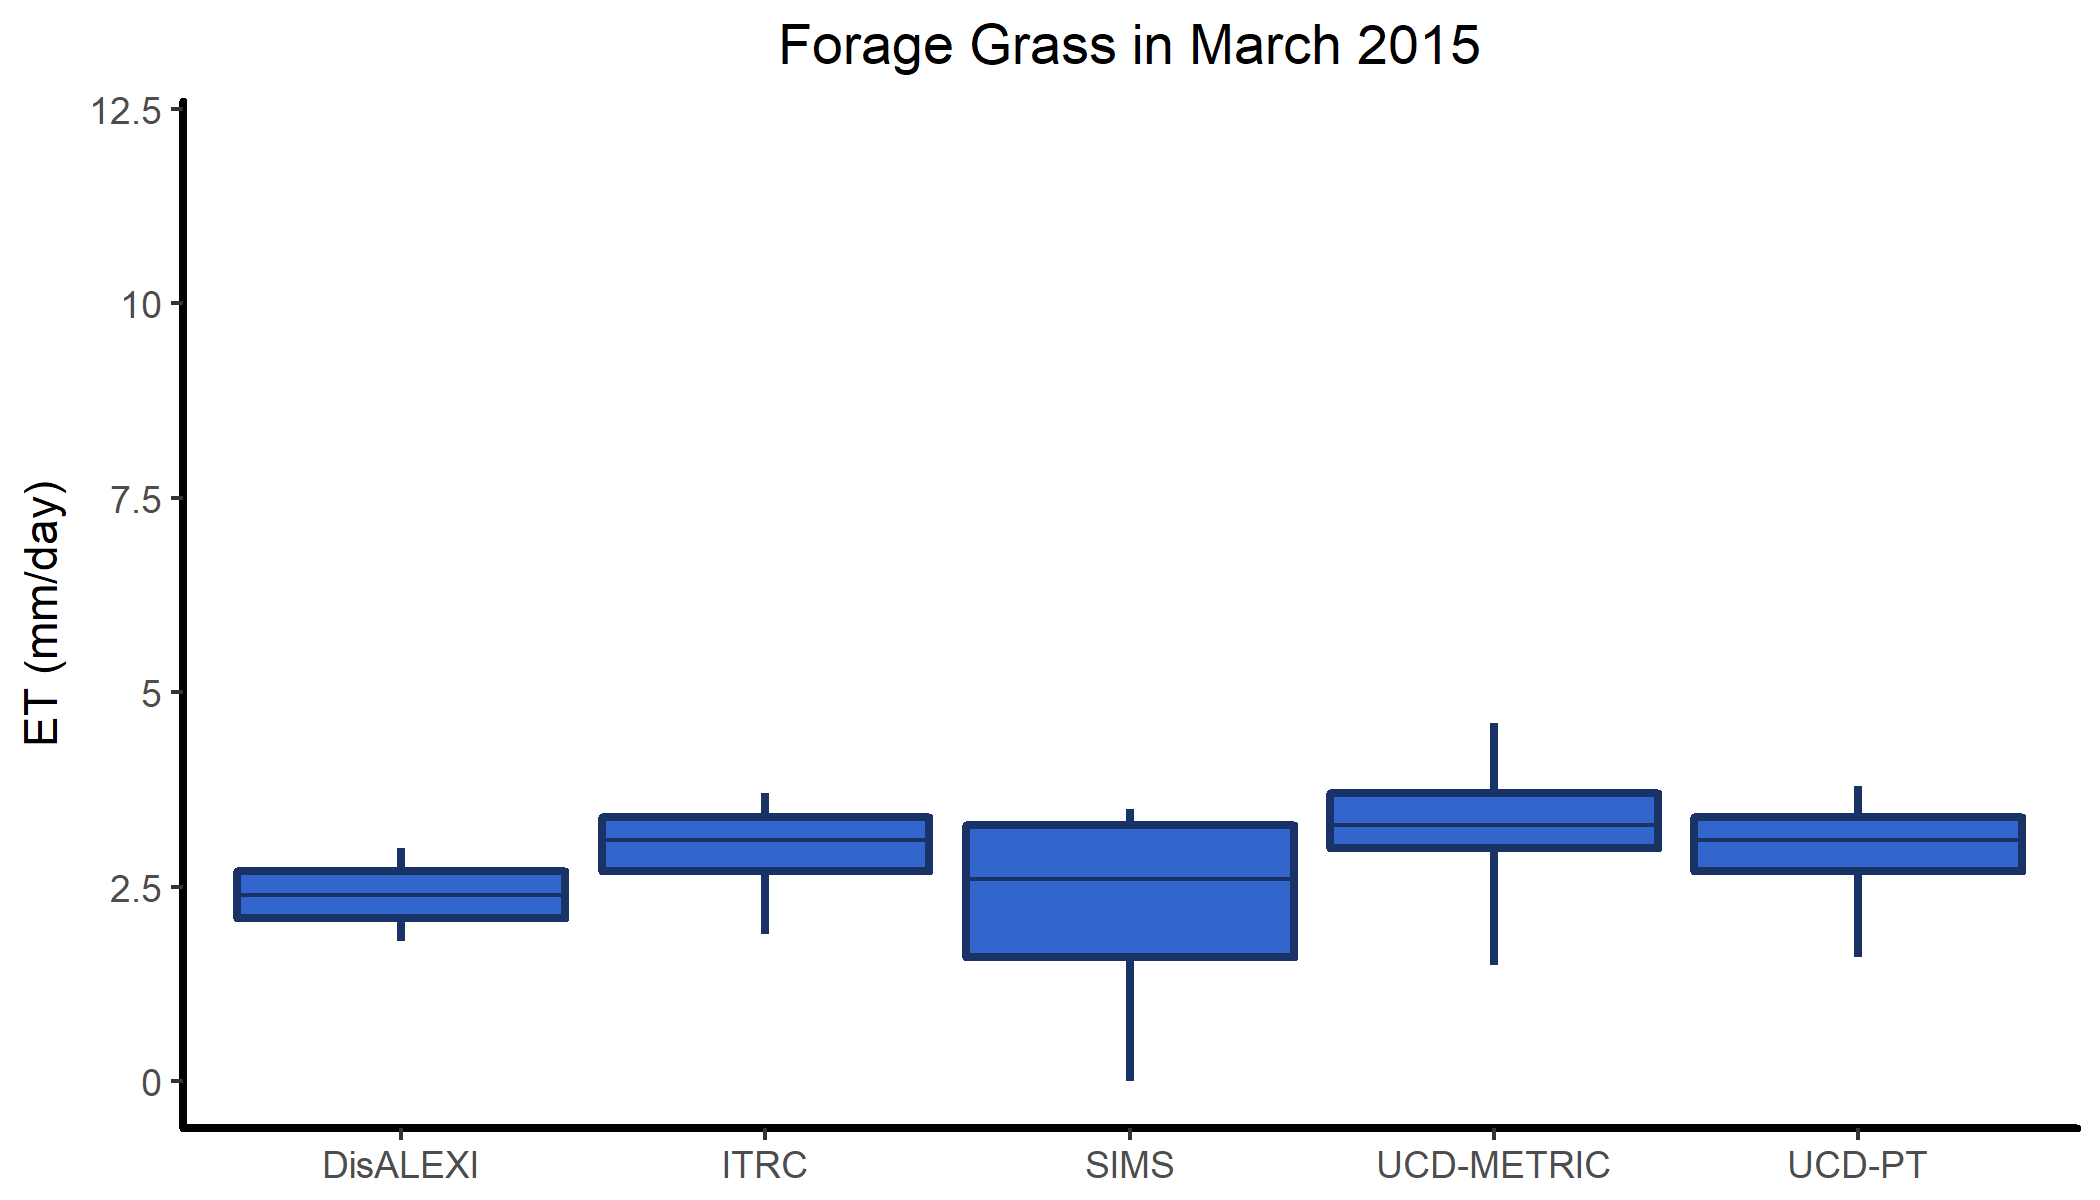 Forage Grass in March 2015
ET (mm/day)
12.5
10
7.5
5
2.5
0
DisALEXI ITRC SIMS UCD-METRIC UCD-PT